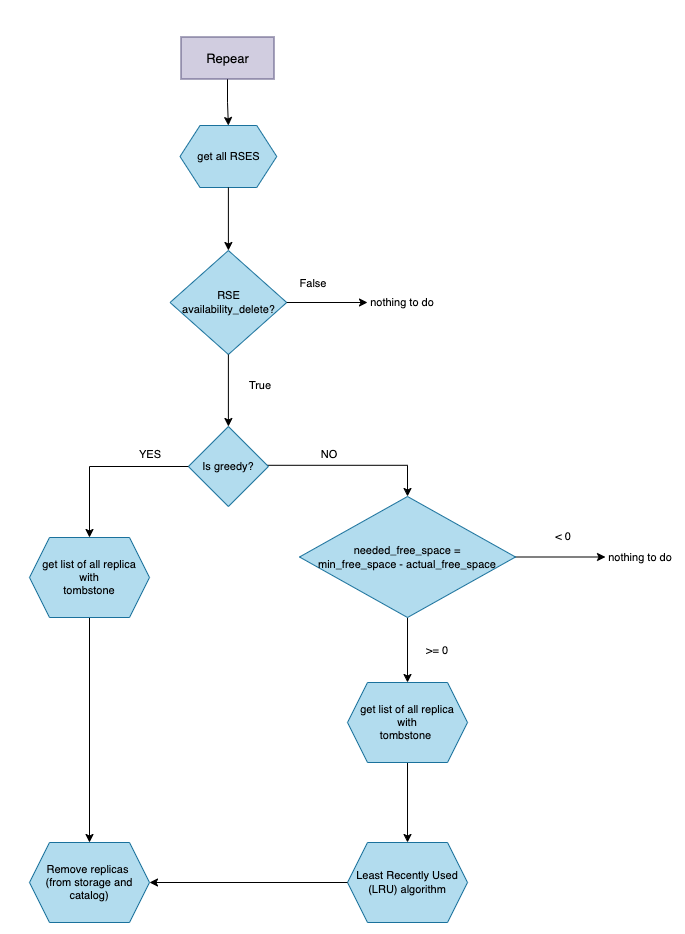 Repear
get all RSES
RSE
availability_delete?
False
nothing to do
True
Is greedy?
YES
NO
get list of all replica
with
tombstone
needed_free_space =
min_free_space - actual_free_space
< 0
nothing to do
>= 0
get list of all replica
with
tombstone
Remove replicas
(from storage and
catalog)
Least Recently Used
(LRU) algorithm